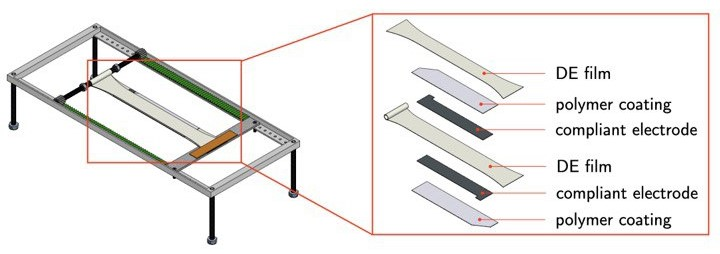 DE film
polymer coating
compliant electrode
DE film
compliant electrode
polymer coating